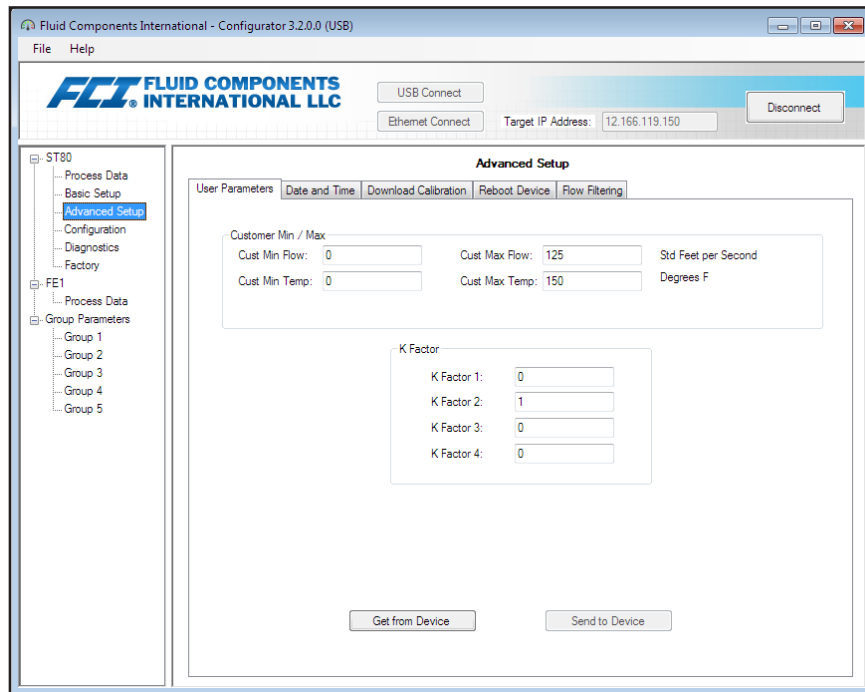 Fluid Components International - Configurator 3.2.0.0 (USB)
File Help
FCI® FLUID COMPONENTS
INTERNATIONAL LLC
USB Connect
Ethernet Connect
Target IP Address: 12.166.119.150
Disconnect
ST80
Process Data
Basic Setup
Advanced Setup
Configuration
Diagnostics
Factory
FE1
Process Data
Group Parameters
Group 1
Group 2
Group 3
Group 4
Group 5
Advanced Setup
User Parameters Date and Time Download Calibration Reboot Device Flow Filtering
Customer Min / Max
Cust Min Flow: 0 Cust Max Flow: 125 Std Feet per Second
Cust Min Temp: 0 Cust Max Temp: 150 Degrees F
K Factor
K Factor 1: 0
K Factor 2: 1
K Factor 3: 0
K Factor 4: 0
Get from Device Send to Device